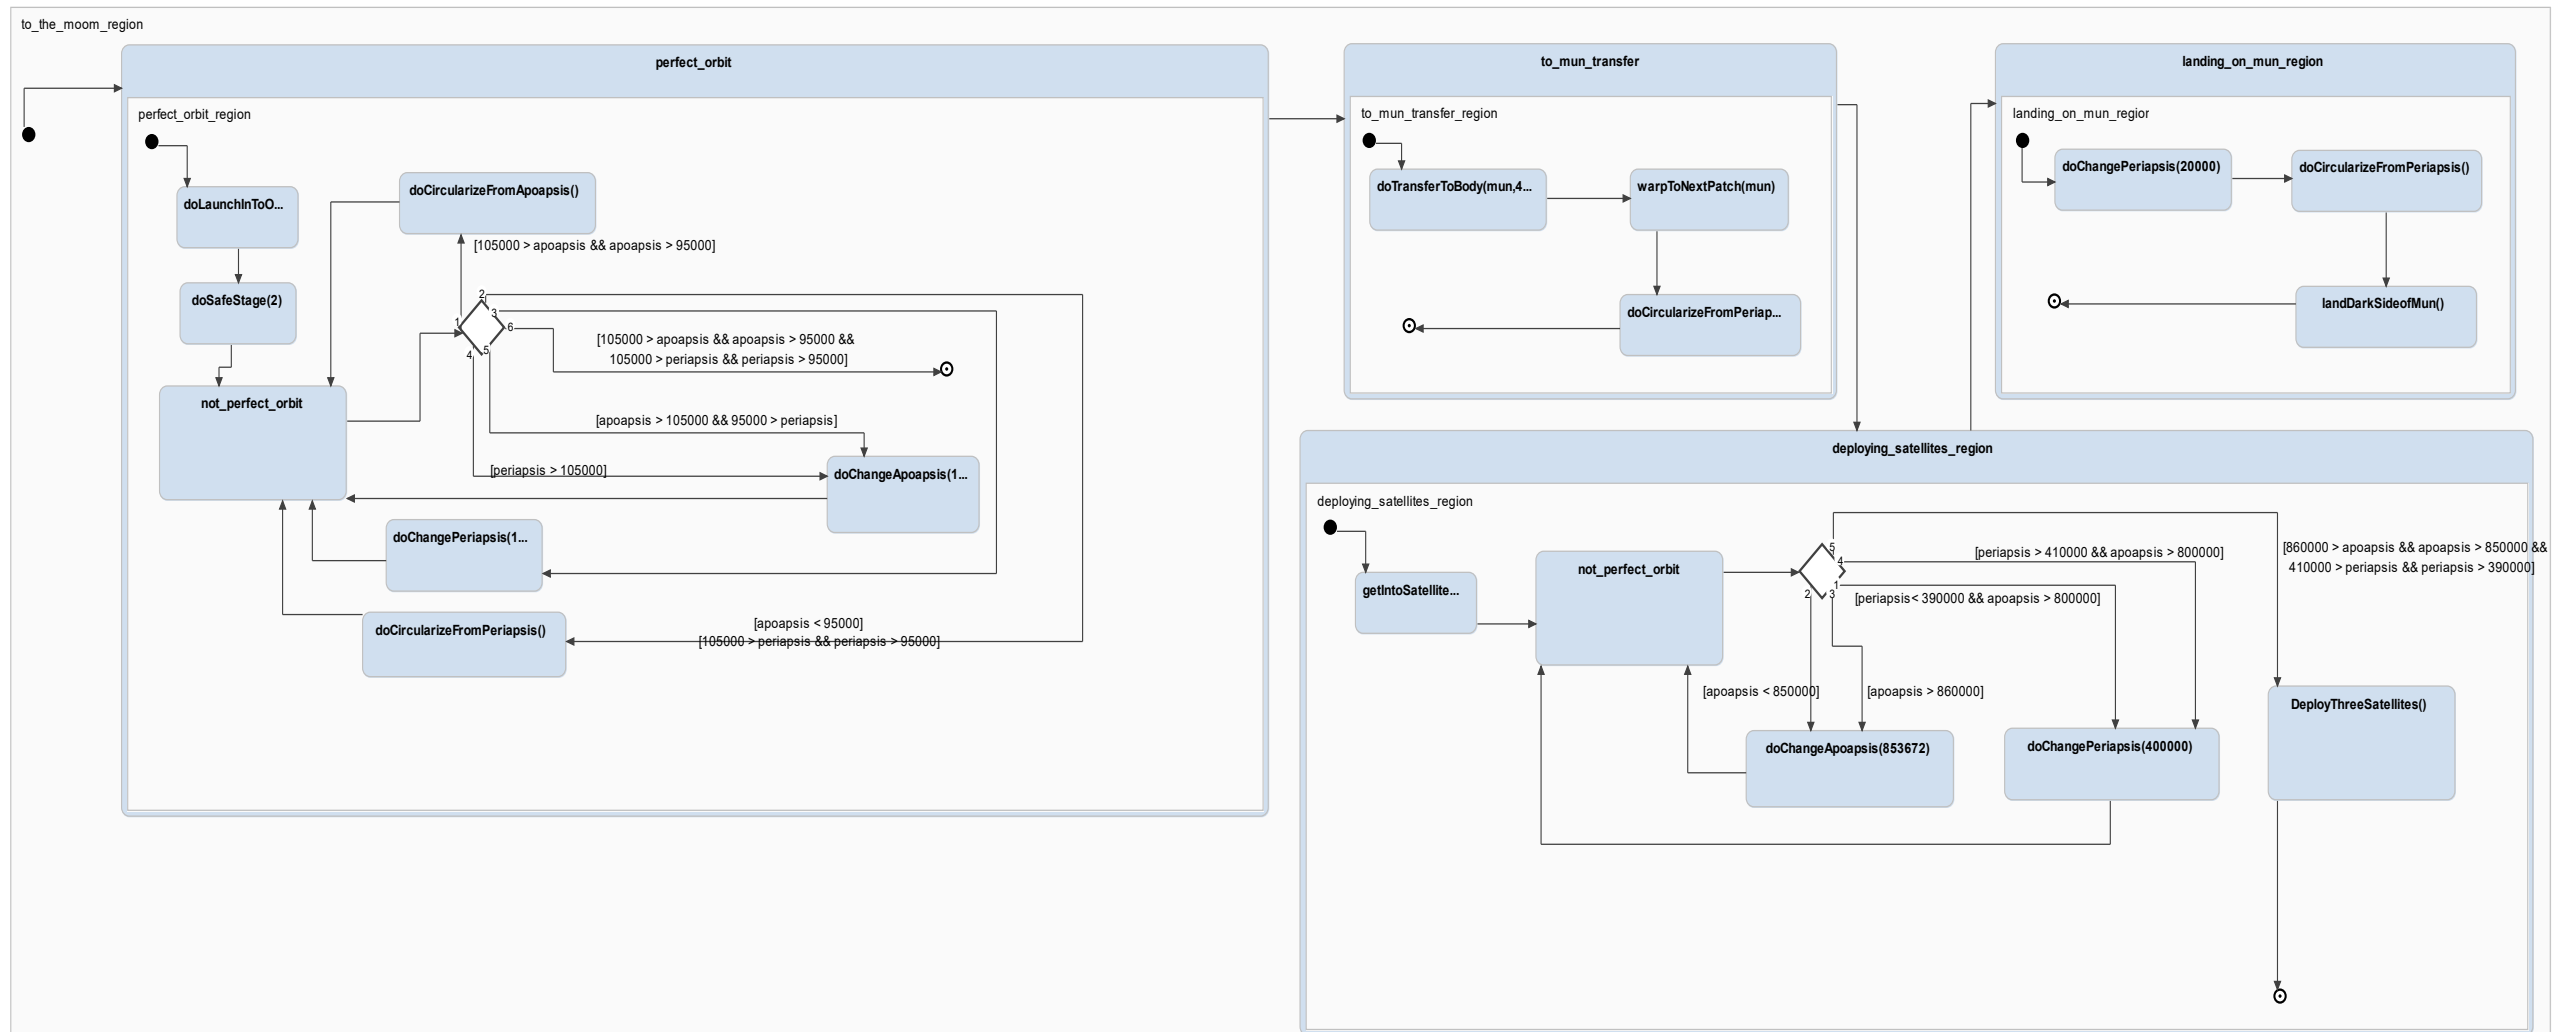 to_the_moom_region
perfect_orbit
perfect_orbit_region
doLaunchInToO...
doCircularizeFromApoapsis()
[105000 > apoapsis && apoapsis > 95000]
doSafeStage(2)
1
2
3
6
4
5
[105000 > apoapsis && apoapsis > 95000 &&
105000 > periapsis && periapsis > 95000]
not_perfect_orbit
[apoapsis > 105000 && 95000 > periapsis]
[periapsis > 105000]
doChangeApoapsis(1...
doChangePeriapsis(1...
doCircularizeFromPeriapsis()
[apoapsis < 95000]
[105000 > periapsis && periapsis > 95000]
to_mun_transfer
to_mun_transfer_region
doTransferToBody(mun,4...
warpToNextPatch(mun)
doCircularizeFromPeriap...
landing_on_mun_region
landing_on_mun_regior
doChangePeriapsis(20000)
doCircularizeFromPeriapsis()
landDarkSideofMun()
deploying_satellites_region
deploying_satellites_region
getIntoSatellite...
not_perfect_orbit
5
4
1
2
3
[periapsis > 410000 && apoapsis > 800000]
[860000 > apoapsis && apoapsis > 850000 &&
410000 > periapsis && periapsis > 390000]
[periapsis< 390000 && apoapsis > 800000]
[apoapsis < 850000]
[apoapsis > 860000]
doChangeApoapsis(853672)
doChangePeriapsis(400000)
DeployThreeSatellites()